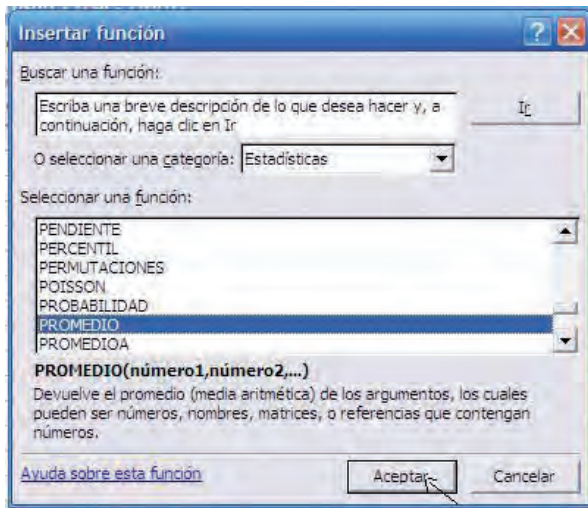 Insertar función
Buscar una función:
Escriba una breve descripción de lo que desea hacer y, a
continuación, haga clic en Ir
Ir
O seleccionar una categoría: Estadísticas
Seleccionar una función:
PENDIENTE
PERCENTIL
PERMUTACIONES
POISSON
PROBABILIDAD
PROMEDIO
PROMEDIOA
PROMEDIO(número1,número2,...)
Devuelve el promedio (media aritmética) de los argumentos, los cuales
pueden ser números, nombres, matrices, o referencias que contengan
números.
Ayuda sobre esta función
Aceptar
Cancelar